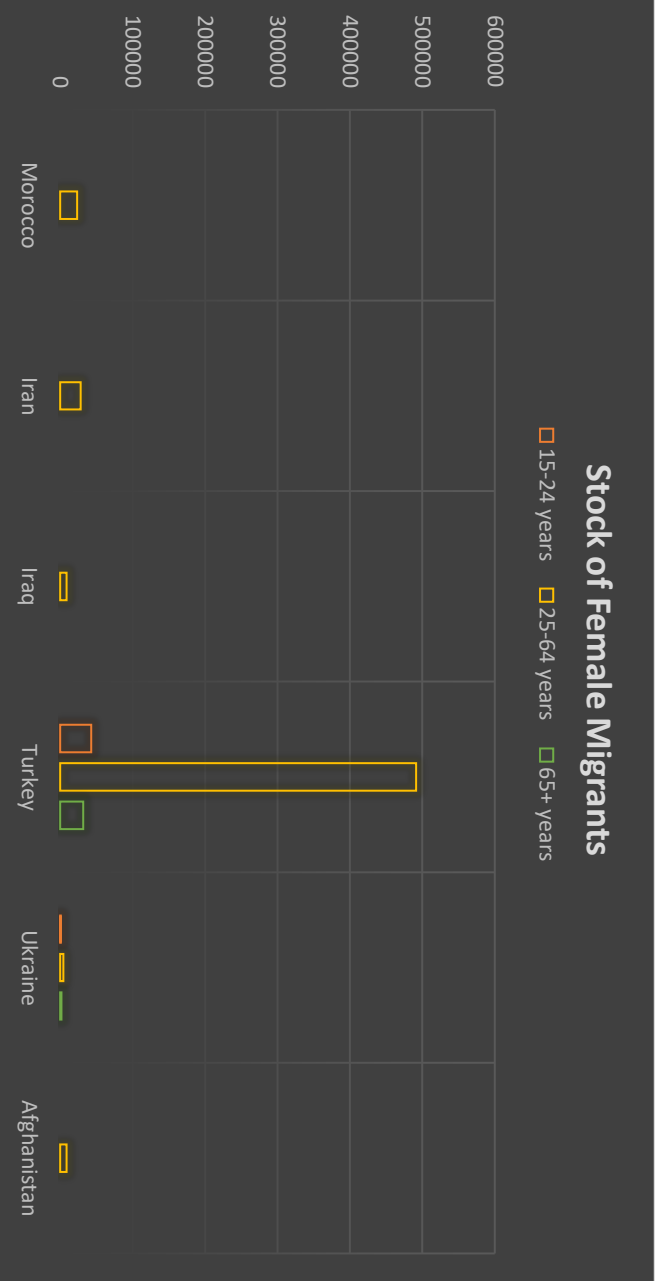 Stock of Female Migrants
15-24 years 25-64 years 65+ years
600000
500000
400000
300000
200000
100000
0
Morocco Iran Iraq Turkey Ukraine Afghanistan